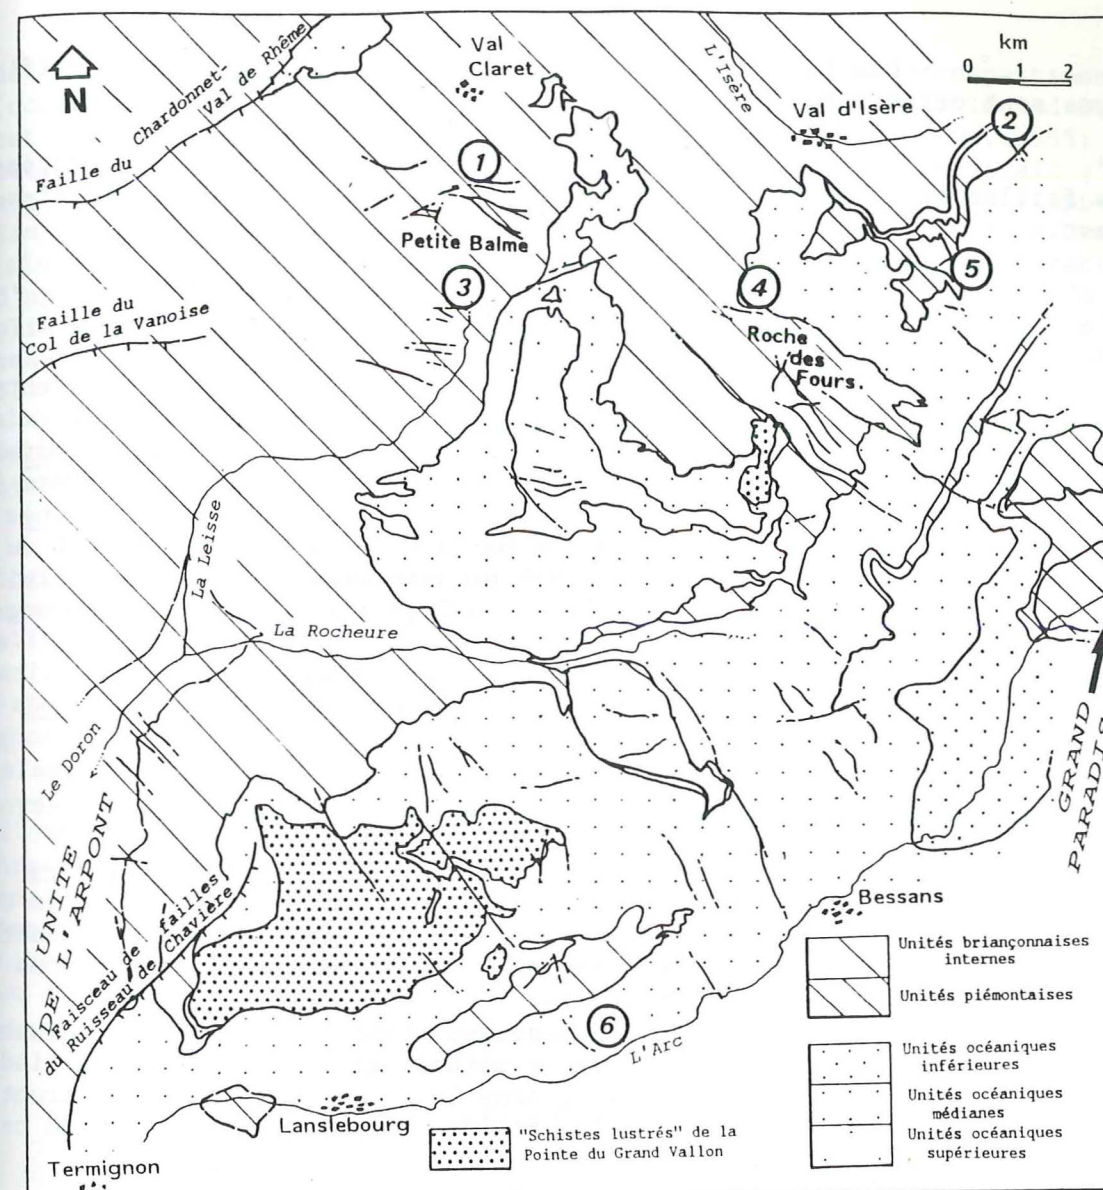 N
Faille du
Chardonnet-
Val de Rhême
Val
Claret
L'Isère
km
0 1 2
Val d'Isère
2
1
Petite Balme
3
4
5
Faille du
Col de la Vanoise
Roche
des
Fours.
La Leisse
La Rocheure
Le Doron
GRAND
PARADIS
UNITE
DE L'ARPONT
Faisceau de failles
du Ruisseau de Chavière
Bessans
6
L'Arc
Lanslebourg
Termignon
Unités briançonnaises
internes
Unités piémontaises
Unités océaniques
inférieures
Unités océaniques
médianes
Unités océaniques
supérieures
"Schistes lustrés" de la
Pointe du Grand Vallon